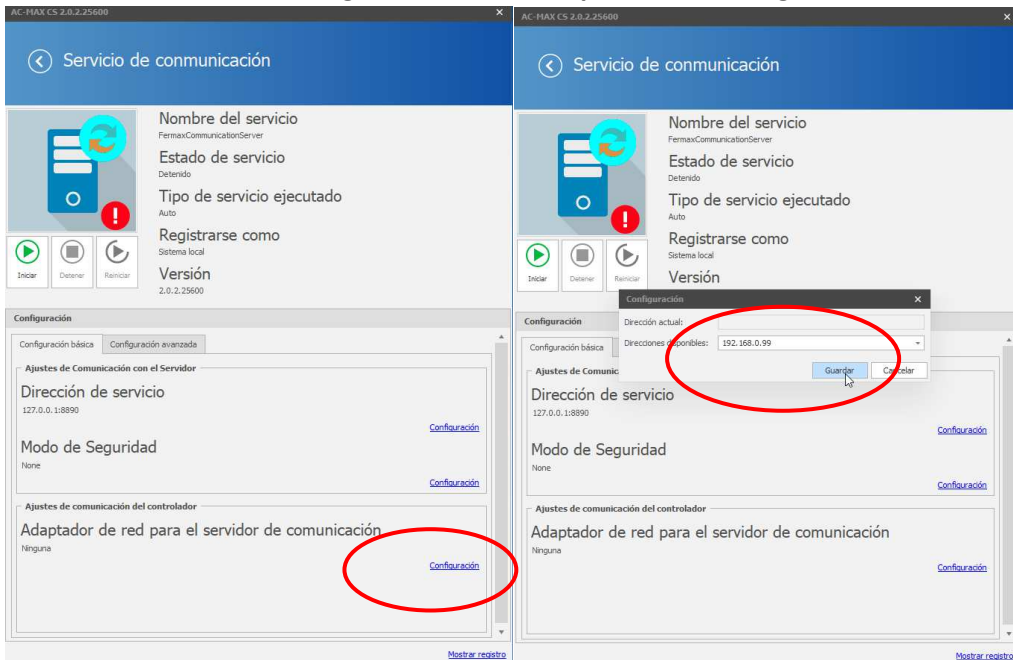 AC-MAX CS 2.0.2.25600
Servicio de conmunicación
Nombre del servicio
FermaxCommunicationServer
Estado de servicio
Detenido
Tipo de servicio ejecutado
Auto
Registrarse como
Sistema local
Versión
2.0.2.25600
Iniciar
Detener
Reiniciar
Configuración
Configuración básica
Configuración avanzada
Ajustes de Comunicación con el Servidor
Dirección de servicio
127.0.0.1:8890
Configuración
Modo de Seguridad
None
Configuración
Ajustes de comunicación del controlador
Adaptador de red para el servidor de comunicación
Ninguna
Configuración
Mostrar registro
AC-MAX CS 2.0.2.25600
Servicio de conmunicación
Nombre del servicio
FermaxCommunicationServer
Estado de servicio
Detenido
Tipo de servicio ejecutado
Auto
Registrarse como
Sistema local
Versión
Iniciar
Detener
Reiniciar
Configuración
Dirección actual:
Direcciones disponibles:
192.168.0.99
Guardar
Cancelar
Configuración
Configuración básica
Ajustes de Comunic
Dirección de servicio
127.0.0.1:8890
Configuración
Modo de Seguridad
None
Configuración
Ajustes de comunicación del controlador
Adaptador de red para el servidor de comunicación
Ninguna
Configuración
Mostrar registro